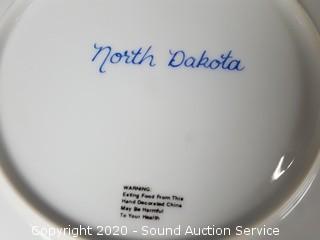 North Dakota
WARNING:
Eating Food From This
Hand Decorated China
May Be Harmful
To Your Health
Copyright 2020 - Sound Auction Service